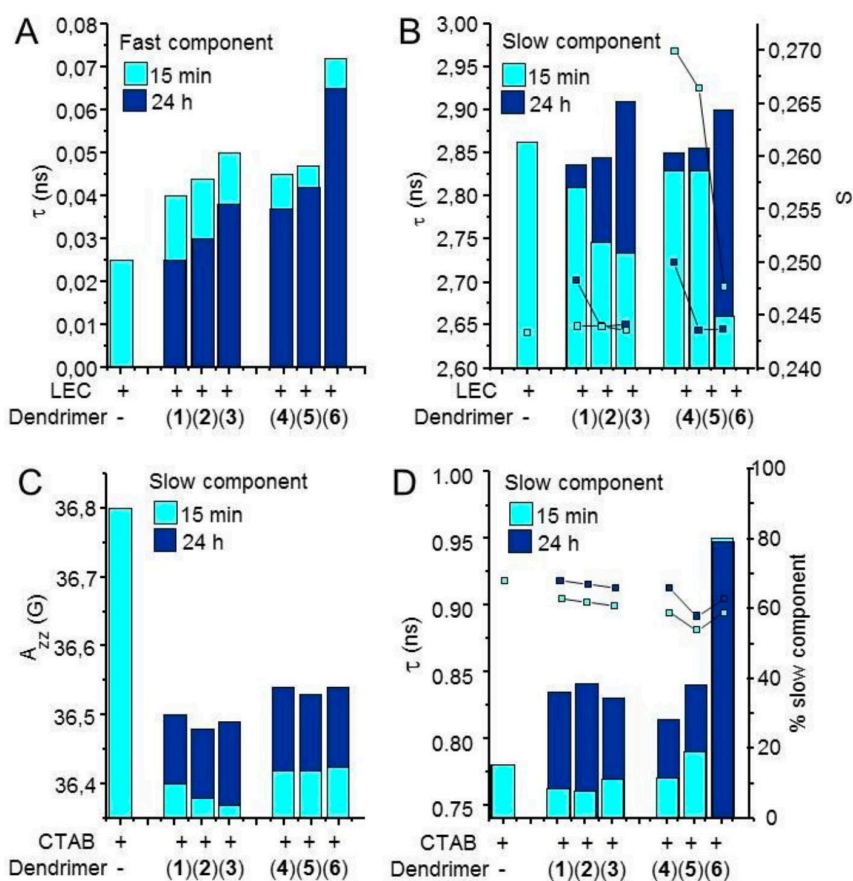 A
Fast component
15 min
24 h
0,08
0,07
0,06
0,05
0,04
0,03
0,02
0,01
0,00
τ (ns)
LEC + + + + + + +
Dendrimer - (1)(2)(3) (4)(5)(6)
B
Slow component
15 min
24 h
3,00
2,95
2,90
2,85
2,80
2,75
2,70
2,65
2,60
τ (ns)
0,270
0,265
0,260
0,255
0,250
0,245
0,240
S
LEC + + + + + + +
Dendrimer - (1)(2)(3) (4)(5)(6)
C
Slow component
15 min
24 h
36,8
36,7
36,6
36,5
36,4
Azz (G)
CTAB + + + + + + +
Dendrimer - (1)(2)(3) (4)(5)(6)
D
Slow component
15 min
24 h
1.00
0.95
0.90
0.85
0.80
0.75
τ (ns)
100
80
60
40
20
0
% slow component
CTAB + + + + + + +
Dendrimer - (1)(2)(3) (4)(5)(6)